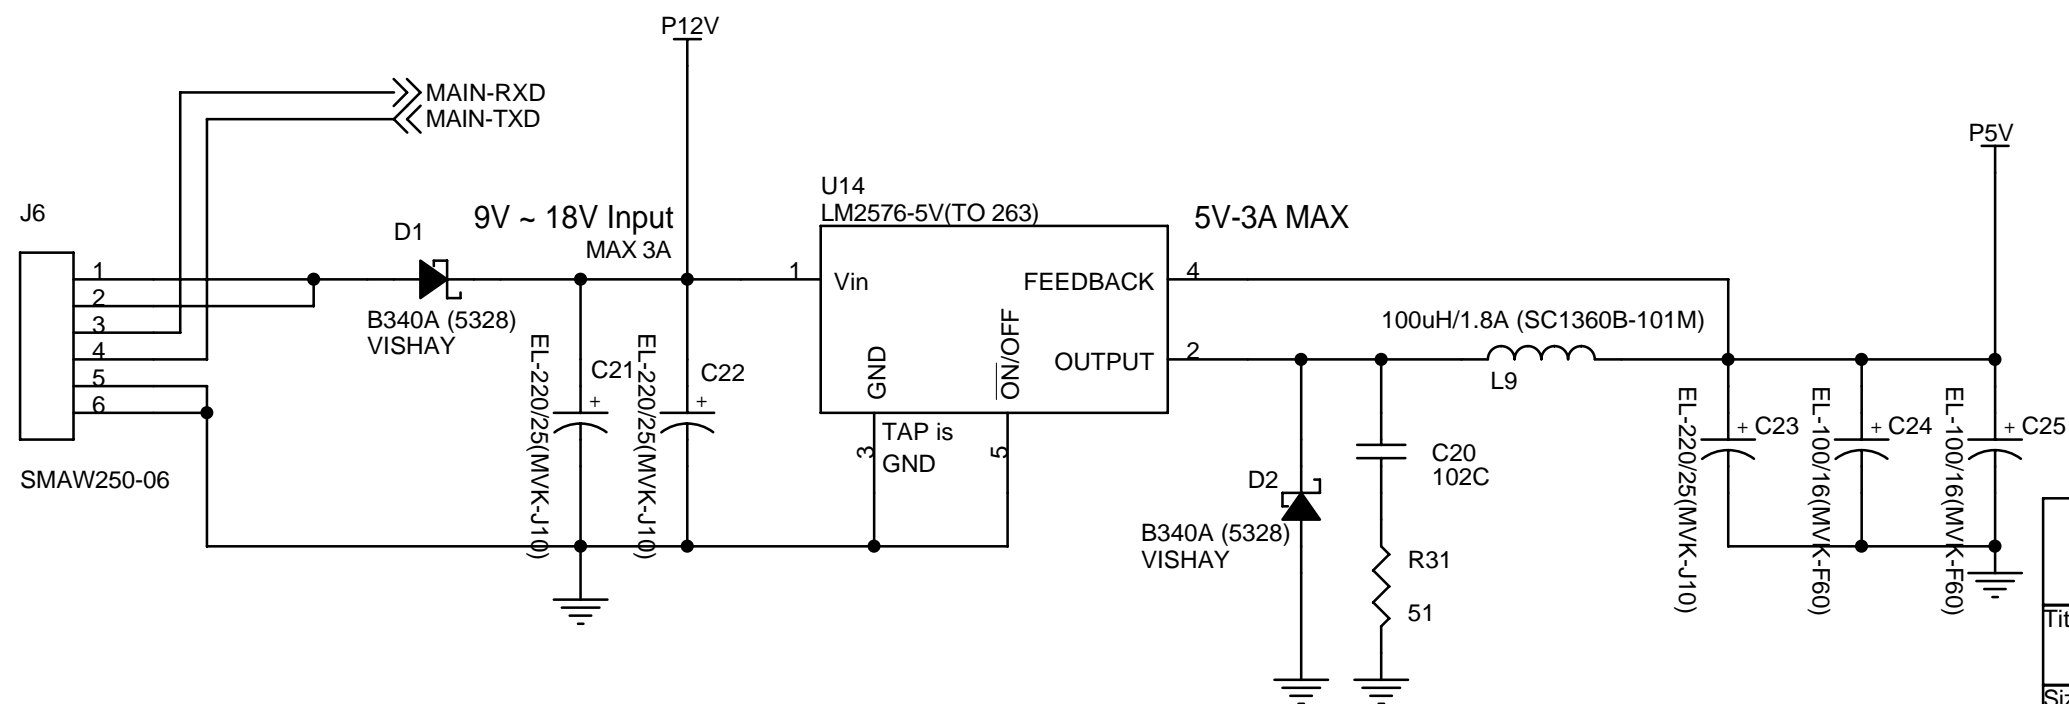 P12V
MAIN-RXD
MAIN-TXD
P5V
J6
1
2
3
4
5
6
SMAW250-06
D1
B340A (5328)
VISHAY
9V ~ 18V Input
MAX 3A
EL-220/25(MVK-J10)
C21
+
EL-220/25(MVK-J10)
C22
+
U14
LM2576-5V(TO 263)
1
Vin
FEEDBACK
4
GND
ON/OFF
OUTPUT
2
3
TAP is
GND
5
5V-3A MAX
100uH/1.8A (SC1360B-101M)
L9
C20
102C
D2
B340A (5328)
VISHAY
R31
51
EL-220/25(MVK-J10)
+ C23
EL-100/16(MVK-F60)
+ C24
EL-100/16(MVK-F60)
+ C25